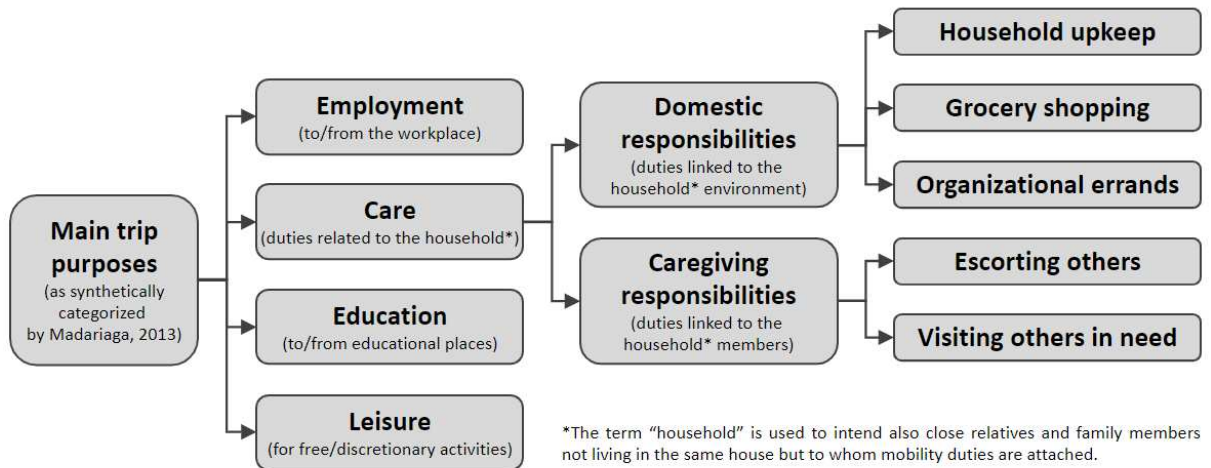 Main trip
purposes
(as synthetically
categorized
by Madariaga, 2013)
Employment
(to/from the workplace)
Care
(duties related to the household*)
Education
(to/from educational places)
Leisure
(for free/discretionary activities)
Domestic
responsibilities
(duties linked to the
household* environment)
Caregiving
responsibilities
(duties linked to the
household* members)
Household upkeep
Grocery shopping
Organizational errands
Escorting others
Visiting others in need
*The term “household” is used to intend also close relatives and family members
not living in the same house but to whom mobility duties are attached.